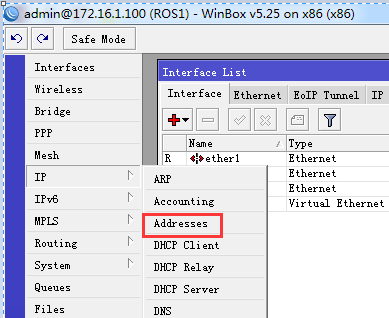 admin@172.16.1.100 (ROS1) - WinBox v5.25 on x86 (x86)
Safe Mode
Interfaces
Wireless
Bridge
PPP
Mesh
IP
IPv6
MPLS
Routing
System
Queues
Files
ARP
Accounting
Addresses
DHCP Client
DHCP Relay
DHCP Server
DNS
Interface List
Interface Ethernet EoIP Tunnel IP
Name Type
R ether1 Ethernet
Ethernet
Ethernet
Virtual Ethernet